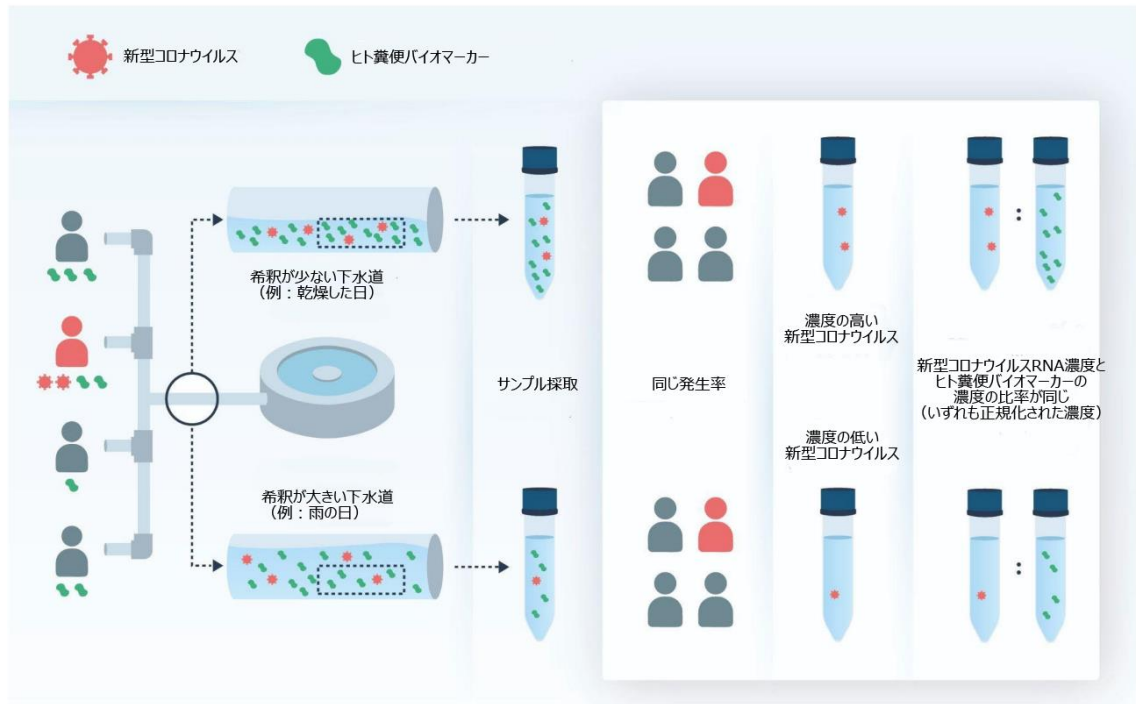 新型コロナウイルス
ヒト糞便バイオマーカー
希釈が少ない下水道
（例：乾燥した日）
サンプル採取
希釈が大きい下水道
（例：雨の日）
同じ発生率
濃度の高い
新型コロナウイルス
濃度の低い
新型コロナウイルス
:
新型コロナウイルスRNA濃度と
ヒト糞便バイオマーカーの
濃度の比率が同じ
（いずれも正規化された濃度）
: